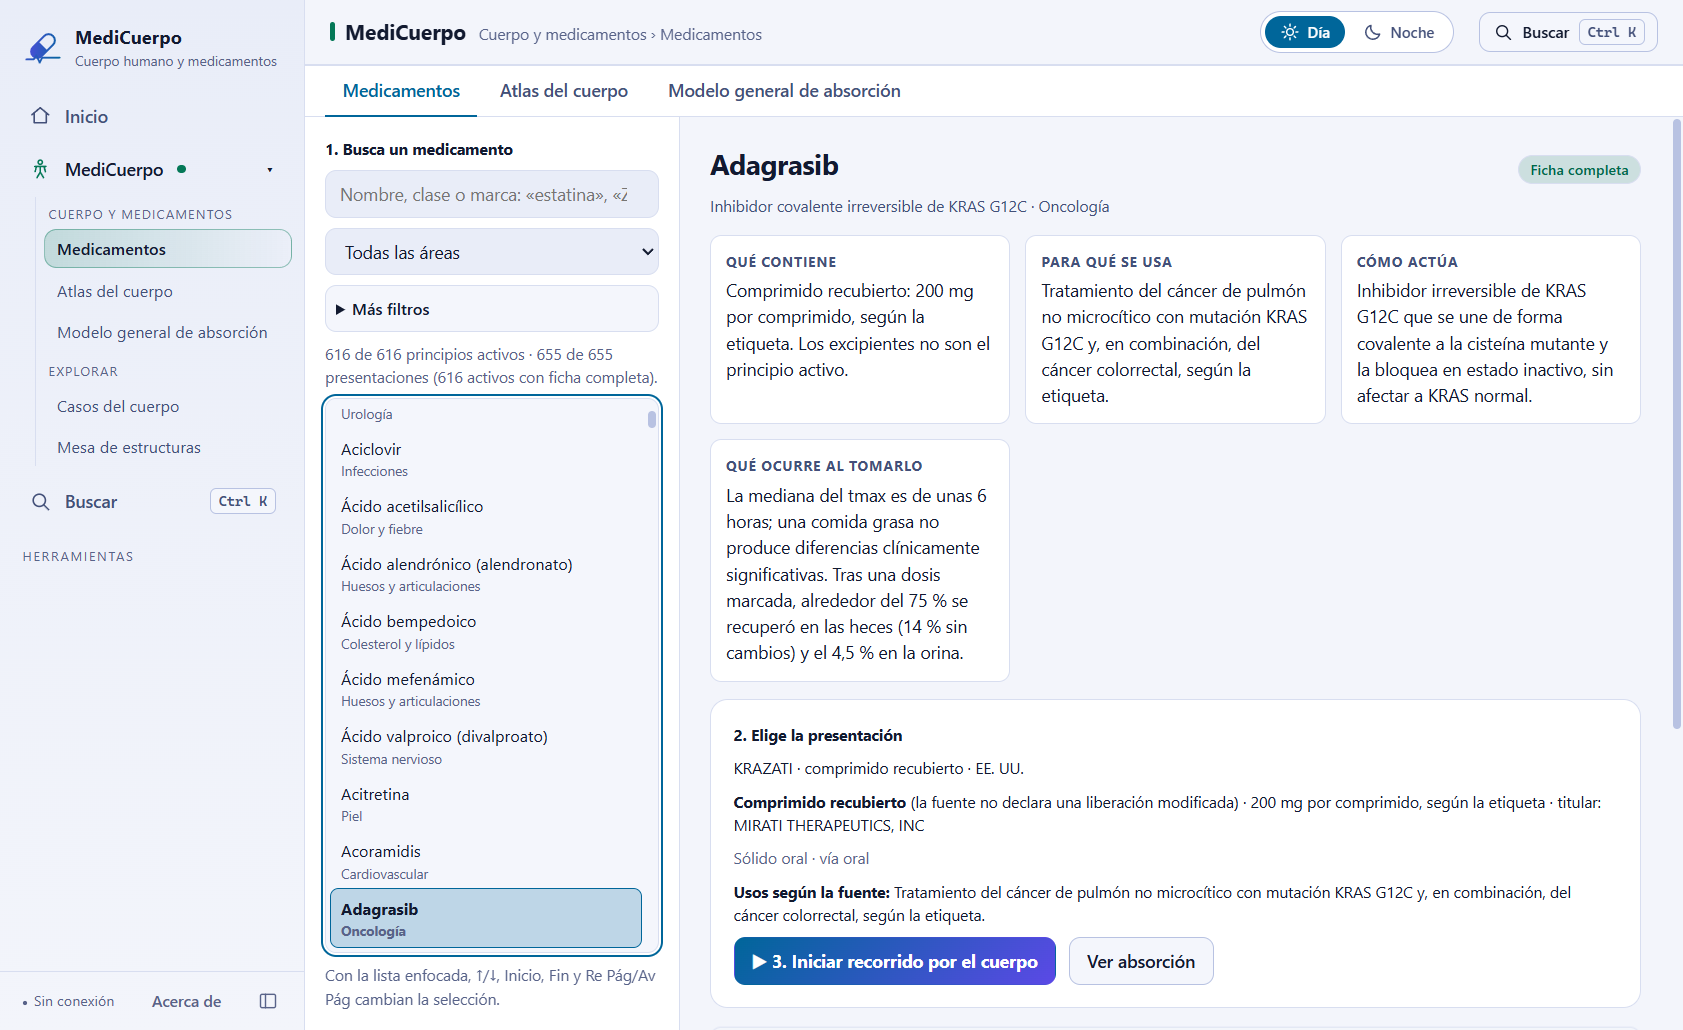 MediCuerpo
Cuerpo humano y medicamentos
Inicio
MediCuerpo
CUERPO Y MEDICAMENTOS
Medicamentos
Atlas del cuerpo
Modelo general de absorción
EXPLORAR
Casos del cuerpo
Mesa de estructuras
Buscar Ctrl K
HERRAMIENTAS
Sin conexión Acerca de
MediCuerpo Cuerpo y medicamentos › Medicamentos
Día Noche
Buscar Ctrl K
Medicamentos Atlas del cuerpo Modelo general de absorción
1. Busca un medicamento
Nombre, clase o marca: «estatina», «Z
Todas las áreas
Más filtros
616 de 616 principios activos · 655 de 655
presentaciones (616 activos con ficha completa).
Urología
Aciclovir
Infecciones
Ácido acetilsalicílico
Dolor y fiebre
Ácido alendrónico (alendronato)
Huesos y articulaciones
Ácido bempedoico
Colesterol y lípidos
Ácido mefenámico
Huesos y articulaciones
Ácido valproico (divalproato)
Sistema nervioso
Acitretina
Piel
Acoramidis
Cardiovascular
Adagrasib
Oncología
Con la lista enfocada, ↑/↓, Inicio, Fin y Re Pág/Av
Pág cambian la selección.
Adagrasib
Ficha completa
Inhibidor covalente irreversible de KRAS G12C · Oncología
QUÉ CONTIENE
Comprimido recubierto: 200 mg
por comprimido, según la
etiqueta. Los excipientes no son el
principio activo.
PARA QUÉ SE USA
Tratamiento del cáncer de pulmón
no microcítico con mutación KRAS
G12C y, en combinación, del
cáncer colorrectal, según la
etiqueta.
CÓMO ACTÚA
Inhibidor irreversible de KRAS
G12C que se une de forma
covalente a la cisteína mutante y
la bloquea en estado inactivo, sin
afectar a KRAS normal.
QUÉ OCURRE AL TOMARLO
La mediana del tmax es de unas 6
horas; una comida grasa no
produce diferencias clínicamente
significativas. Tras una dosis
marcada, alrededor del 75 % se
recuperó en las heces (14 % sin
cambios) y el 4,5 % en la orina.
2. Elige la presentación
KRAZATI · comprimido recubierto · EE. UU.
Comprimido recubierto (la fuente no declara una liberación modificada) · 200 mg por comprimido, según la etiqueta · titular:
MIRATI THERAPEUTICS, INC
Sólido oral · vía oral
Usos según la fuente: Tratamiento del cáncer de pulmón no microcítico con mutación KRAS G12C y, en combinación, del
cáncer colorrectal, según la etiqueta.
▶ 3. Iniciar recorrido por el cuerpo
Ver absorción